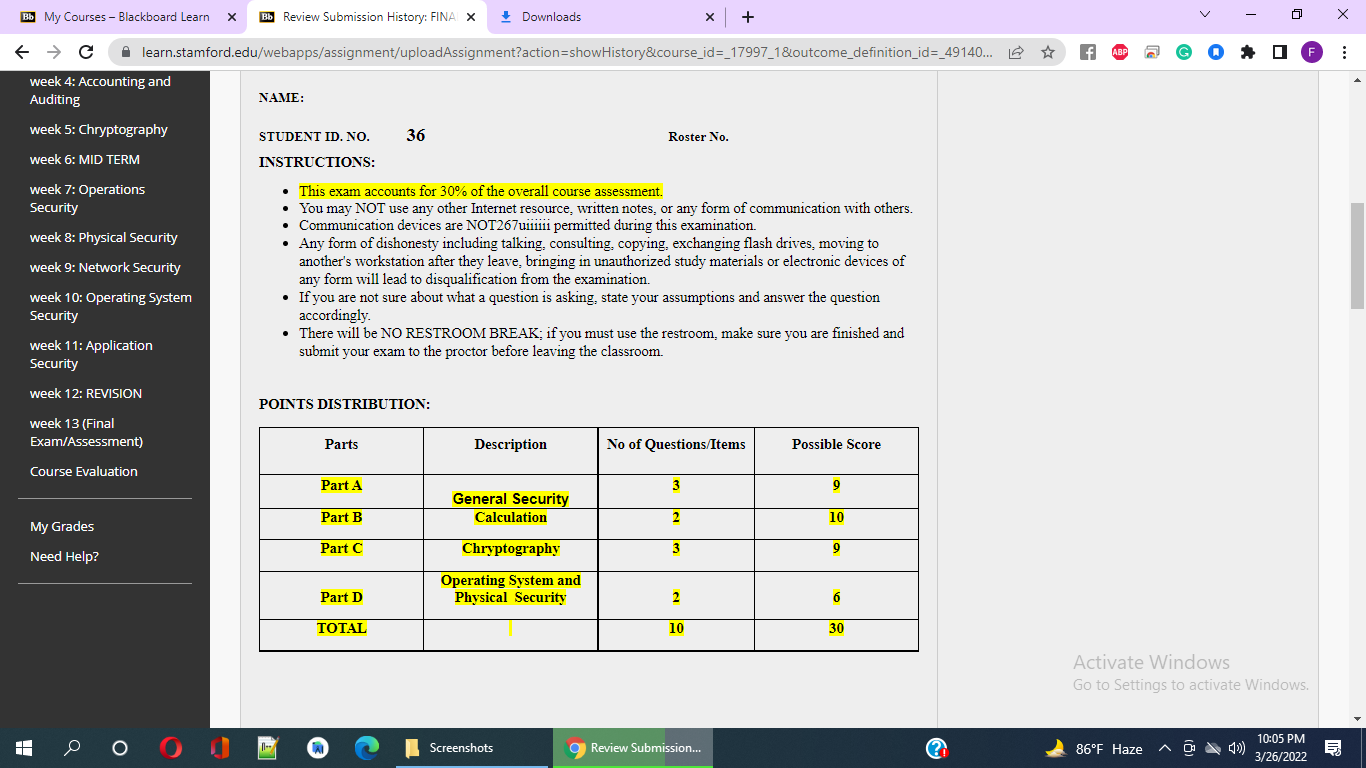 My Courses – Blackboard Learn
Review Submission History: FINA
Downloads
learn.stamford.edu/webapps/assignment/uploadAssignment?action=showHistory&course_id=_17997_1&outcome_definition_id=_49140...
ABP
F
week 4: Accounting and
Auditing
week 5: Chryptography
week 6: MID TERM
week 7: Operations
Security
week 8: Physical Security
week 9: Network Security
week 10: Operating System
Security
week 11: Application
Security
week 12: REVISION
week 13 (Final
Exam/Assessment)
Course Evaluation
My Grades
Need Help?
NAME:
STUDENT ID. NO. 36 Roster No.
INSTRUCTIONS:
• This exam accounts for 30% of the overall course assessment.
• You may NOT use any other Internet resource, written notes, or any form of communication with others.
• Communication devices are NOT267uiiiiii permitted during this examination.
• Any form of dishonesty including talking, consulting, copying, exchanging flash drives, moving to
another's workstation after they leave, bringing in unauthorized study materials or electronic devices of
any form will lead to disqualification from the examination.
• If you are not sure about what a question is asking, state your assumptions and answer the question
accordingly.
• There will be NO RESTROOM BREAK; if you must use the restroom, make sure you are finished and
submit your exam to the proctor before leaving the classroom.
POINTS DISTRIBUTION:
Parts Description No of Questions/Items Possible Score
Part A General Security 3 9
Part B Calculation 2 10
Part C Chryptography 3 9
Part D Operating System and
Physical Security 2 6
TOTAL 10 30
Activate Windows
Go to Settings to activate Windows.
Screenshots
Review Submission...
86°F Haze
10:05 PM
3/26/2022